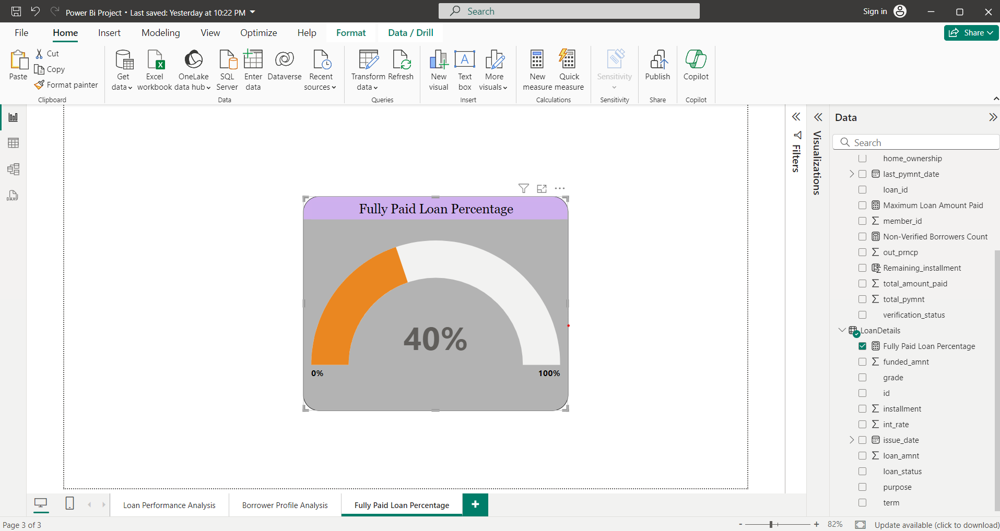 Power Bi Project • Last saved: Yesterday at 10:22 PM
Search
Sign in
File
Home
Insert
Modeling
View
Optimize
Help
Format
Data / Drill
Share
Paste
Cut
Copy
Format painter
Clipboard
Get data
Excel workbook
OneLake data hub
SQL Server
Enter data
Dataverse
Recent sources
Data
Transform data
Refresh
Queries
New visual
Text box
More visuals
Insert
New measure
Quick measure
Calculations
Sensitivity
Sensitivity
Publish
Share
Copilot
Copilot
DAX
Fully Paid Loan Percentage
40%
0%
100%
Filters
Visualizations
Data
Search
home_ownership
last_pymnt_date
loan_id
Maximum Loan Amount Paid
member_id
Non-Verified Borrowers Count
out_prncp
Remaining_installment
total_amount_paid
total_pymnt
verification_status
LoanDetails
Fully Paid Loan Percentage
funded_amnt
grade
id
installment
int_rate
issue_date
loan_amnt
loan_status
purpose
term
Loan Performance Analysis
Borrower Profile Analysis
Fully Paid Loan Percentage
Page 3 of 3
- + 82%
Update available (click to download)